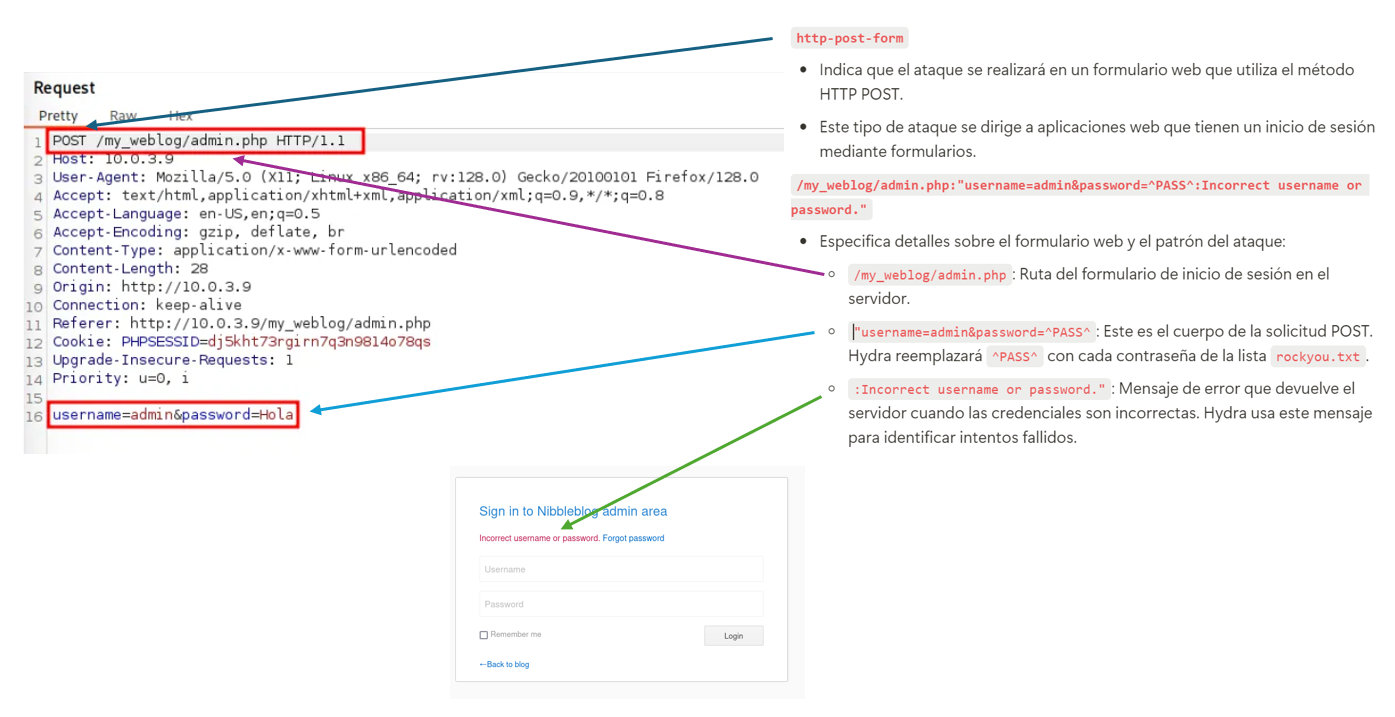 Request
Pretty Raw Hex
1 POST /my_weblog/admin.php HTTP/1.1
2 Host: 10.0.3.9
3 User-Agent: Mozilla/5.0 (X11; Linux x86_64; rv:128.0) Gecko/20100101 Firefox/128.0
4 Accept: text/html,application/xhtml+xml,application/xml;q=0.9,*/*;q=0.8
5 Accept-Language: en-US,en;q=0.5
6 Accept-Encoding: gzip, deflate, br
7 Content-Type: application/x-www-form-urlencoded
8 Content-Length: 28
9 Origin: http://10.0.3.9
10 Connection: keep-alive
11 Referer: http://10.0.3.9/my_weblog/admin.php
12 Cookie: PHPSESSID=dj5kht73rgirn7q3n9814o78qs
13 Upgrade-Insecure-Requests: 1
14 Priority: u=0, i
15
16 username=admin&password=Hola
http-post-form
• Indica que el ataque se realizará en un formulario web que utiliza el método
HTTP POST.
• Este tipo de ataque se dirige a aplicaciones web que tienen un inicio de sesión
mediante formularios.
/my_weblog/admin.php:"username=admin&password=^PASS^:Incorrect username or
password."
• Especifica detalles sobre el formulario web y el patrón del ataque:
○ /my_weblog/admin.php: Ruta del formulario de inicio de sesión en el
servidor.
○ "username=admin&password=^PASS^: Este es el cuerpo de la solicitud POST.
Hydra reemplazará ^PASS^ con cada contraseña de la lista rockyou.txt.
○ :Incorrect username or password.": Mensaje de error que devuelve el
servidor cuando las credenciales son incorrectas. Hydra usa este mensaje
para identificar intentos fallidos.
Sign in to Nibbleblog admin area
Incorrect username or password. Forgot password
Username
Password
Remember me
Login
←Back to blog